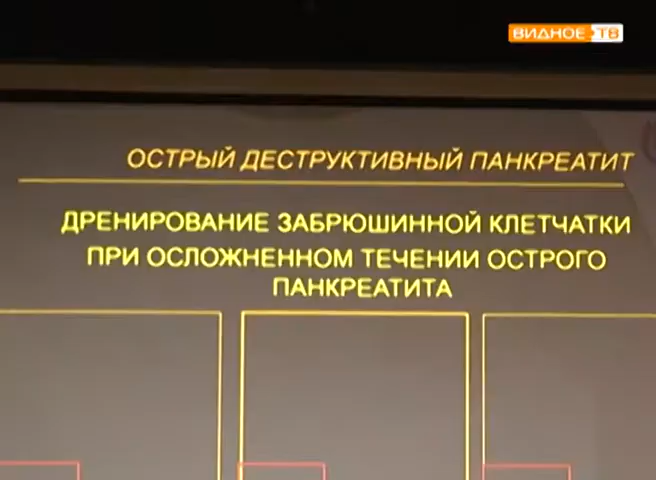 ВИДНОЕ ТВ
ОСТРЫЙ ДЕСТРУКТИВНЫЙ ПАНКРЕАТИТ
ДРЕНИРОВАНИЕ ЗАБРЮШИННОЙ КЛЕТЧАТКИ
ПРИ ОСЛОЖНЕННОМ ТЕЧЕНИИ ОСТРОГО
ПАНКРЕАТИТА